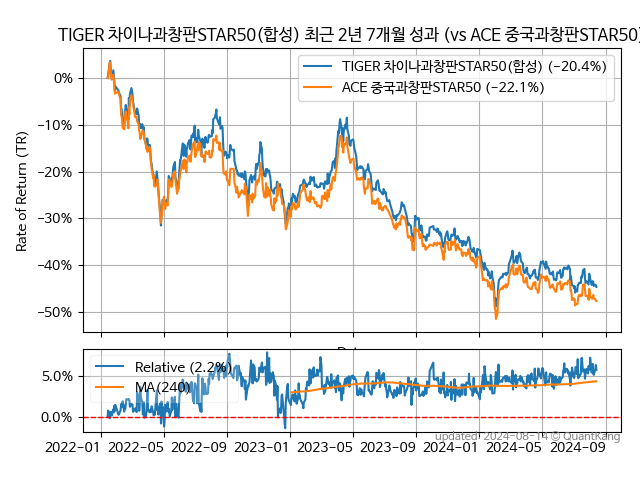 TIGER 차이나과창판STAR50(합성) 최근 2년 7개월 성과 (vs ACE 중국과창판STAR50)
TIGER 차이나과창판STAR50(합성) (−20.4%)
ACE 중국과창판STAR50 (−22.1%)
Rate of Return (TR)
0%
−10%
−20%
−30%
−40%
−50%
Relative (2.2%)
MA(240)
5.0%
0.0%
2022−01 2022−05 2022−09 2023−01 2023−05 2023−09 2024−01 2024−05 2024−09
updated: 2024−08−14 © QuantKang